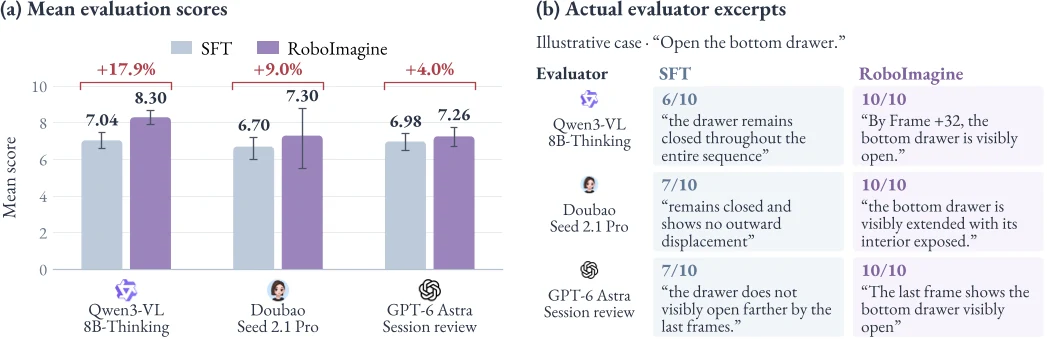 (a) Mean evaluation scores
SFT
RoboImagine
+17.9%
+9.0%
+4.0%
Mean score
10
8
6
4
2
0
7.04
8.30
6.70
7.30
6.98
7.26
Qwen3-VL
8B-Thinking
Doubao
Seed 2.1 Pro
GPT-6 Astra
Session review
(b) Actual evaluator excerpts
Illustrative case · “Open the bottom drawer.”
Evaluator
SFT
RoboImagine
Qwen3-VL
8B-Thinking
6/10
“the drawer remains
closed throughout the
entire sequence”
10/10
“By Frame +32, the
bottom drawer is visibly
open.”
Doubao
Seed 2.1 Pro
7/10
“remains closed and
shows no outward
displacement”
10/10
“the bottom drawer is
visibly extended with its
interior exposed.”
GPT-6 Astra
Session review
7/10
“the drawer does not
visibly open farther by the
last frames.”
10/10
“The last frame shows the
bottom drawer visibly
open”